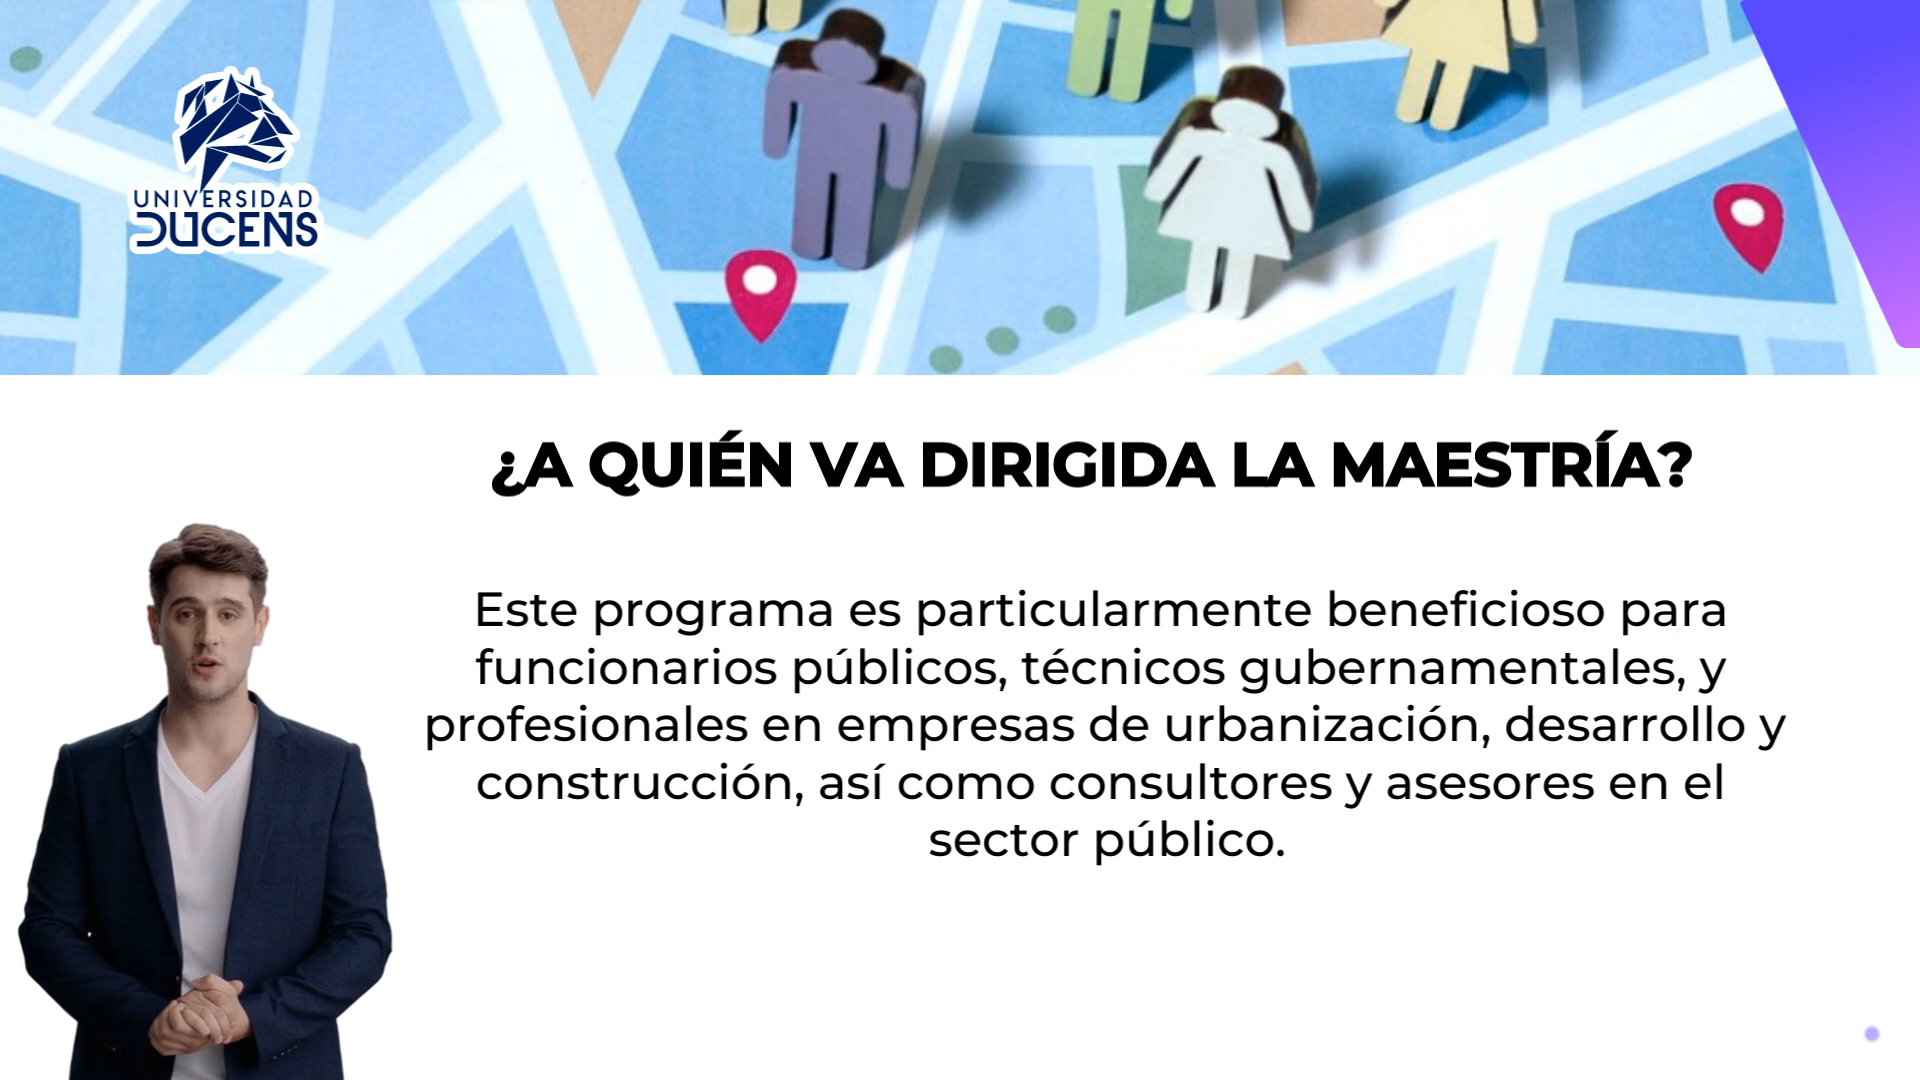 UNIVERSIDAD
DUCENS
¿A QUIÉN VA DIRIGIDA LA MAESTRÍA?
Este programa es particularmente beneficioso para
funcionarios públicos, técnicos gubernamentales, y
profesionales en empresas de urbanización, desarrollo y
construcción, así como consultores y asesores en el
sector público.